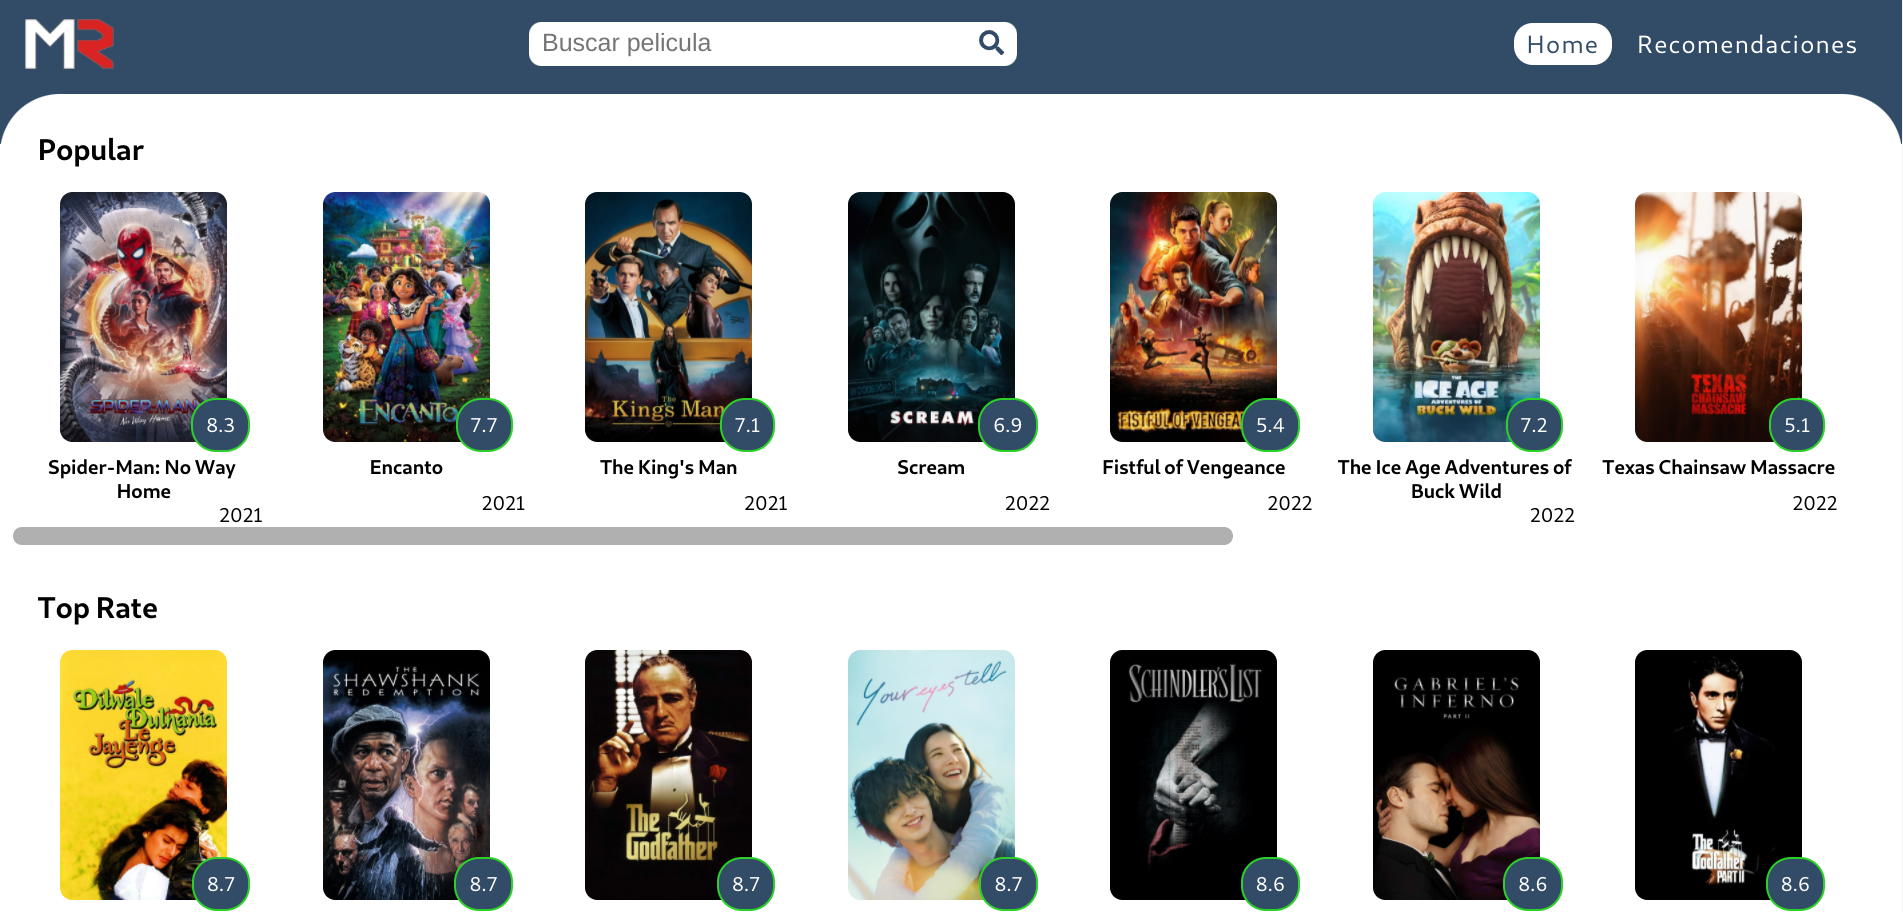 MR
Buscar pelicula
Home
Recomendaciones
Popular
SPIDER-MAN
No Way Home
ENCANTO
The
King's Man
SCREAM
FISTFUL OF VENGEA
THE
ICE AGE
ADVENTURES OF
BUCK WILD
TEXAS
CHAINSAW
MASSACRE
8.3
7.7
7.1
6.9
5.4
7.2
5.1
Spider-Man: No Way
Home
Encanto
The King's Man
Scream
Fistful of Vengeance
The Ice Age Adventures of
Buck Wild
Texas Chainsaw Massacre
2021
2021
2021
2022
2022
2022
2022
Top Rate
Dilwale
Dulhania
Le
Jayenge
THE
SHAWSHANK
REDEMPTION
The
Godfather
Your eyes tell
SCHINDLER'S LIST
GABRIEL'S
INFERNO
PART II
The
Godfather
PART II
8.7
8.7
8.7
8.7
8.6
8.6
8.6